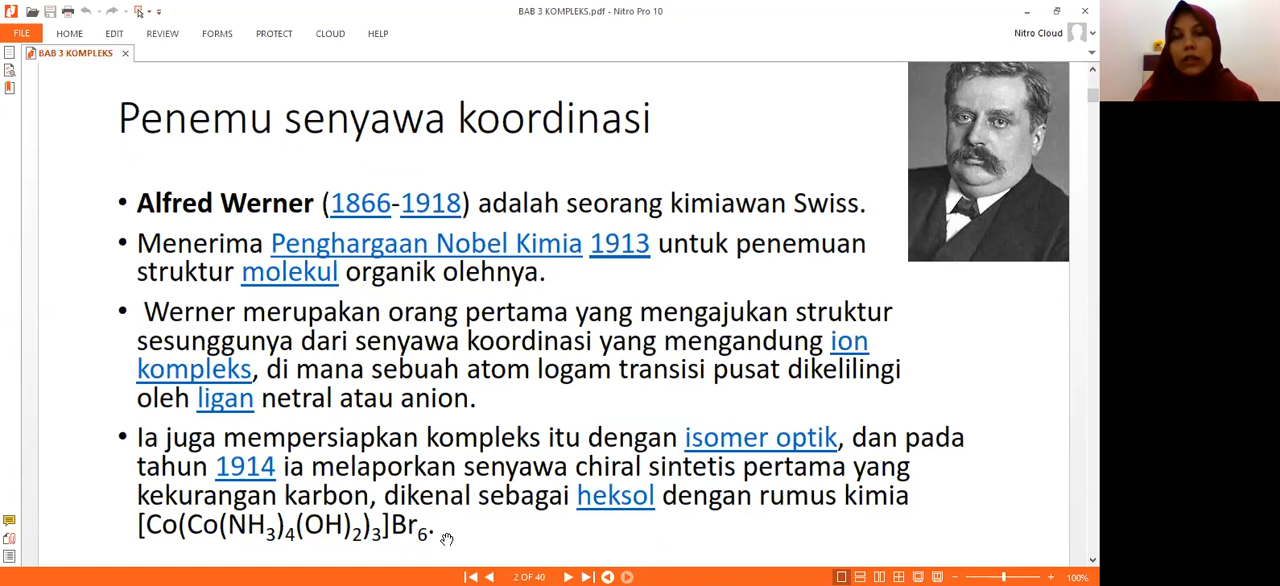 BAB 3 KOMPLEKS.pdf - Nitro Pro 10
FILE HOME EDIT REVIEW FORMS PROTECT CLOUD HELP
Nitro Cloud
BAB 3 KOMPLEKS
Penemu senyawa koordinasi
• Alfred Werner (1866-1918) adalah seorang kimiawan Swiss.
• Menerima Penghargaan Nobel Kimia 1913 untuk penemuan
struktur molekul organik olehnya.
• Werner merupakan orang pertama yang mengajukan struktur
sesunggunya dari senyawa koordinasi yang mengandung ion
kompleks, di mana sebuah atom logam transisi pusat dikelilingi
oleh ligan netral atau anion.
• Ia juga mempersiapkan kompleks itu dengan isomer optik, dan pada
tahun 1914 ia melaporkan senyawa chiral sintetis pertama yang
kekurangan karbon, dikenal sebagai heksol dengan rumus kimia
[Co(Co(NH₃)₄(OH)₂)₃]Br₆.
2 OF 40
100%